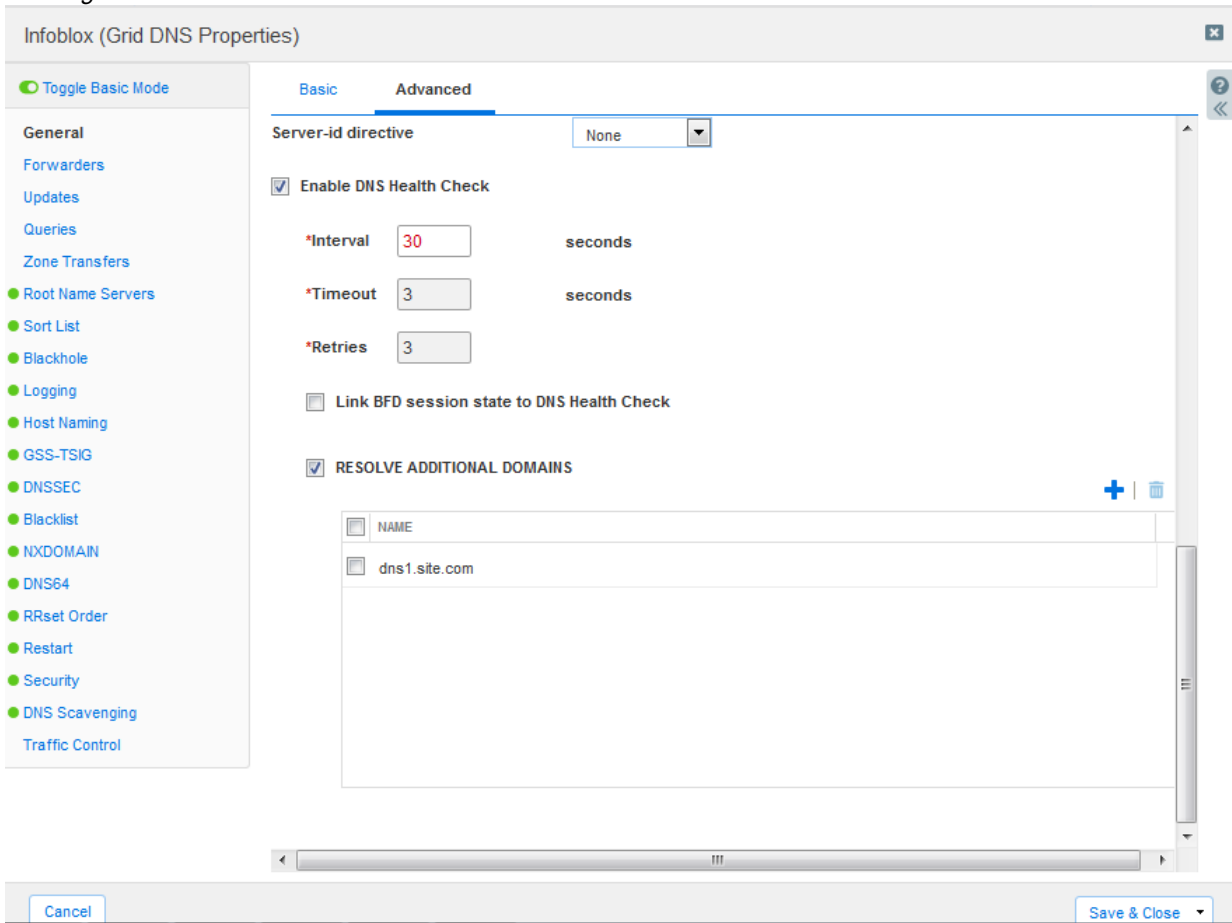 Infoblox (Grid DNS Properties)
Toggle Basic Mode
General
Forwarders
Updates
Queries
Zone Transfers
Root Name Servers
Sort List
Blackhole
Logging
Host Naming
GSS-TSIG
DNSSEC
Blacklist
NXDOMAIN
DNS64
RRset Order
Restart
Security
DNS Scavenging
Traffic Control
Basic Advanced
Server-id directive None
Enable DNS Health Check
*Interval 30 seconds
*Timeout 3 seconds
*Retries 3
Link BFD session state to DNS Health Check
RESOLVE ADDITIONAL DOMAINS
NAME
dns1.site.com
Cancel Save & Close